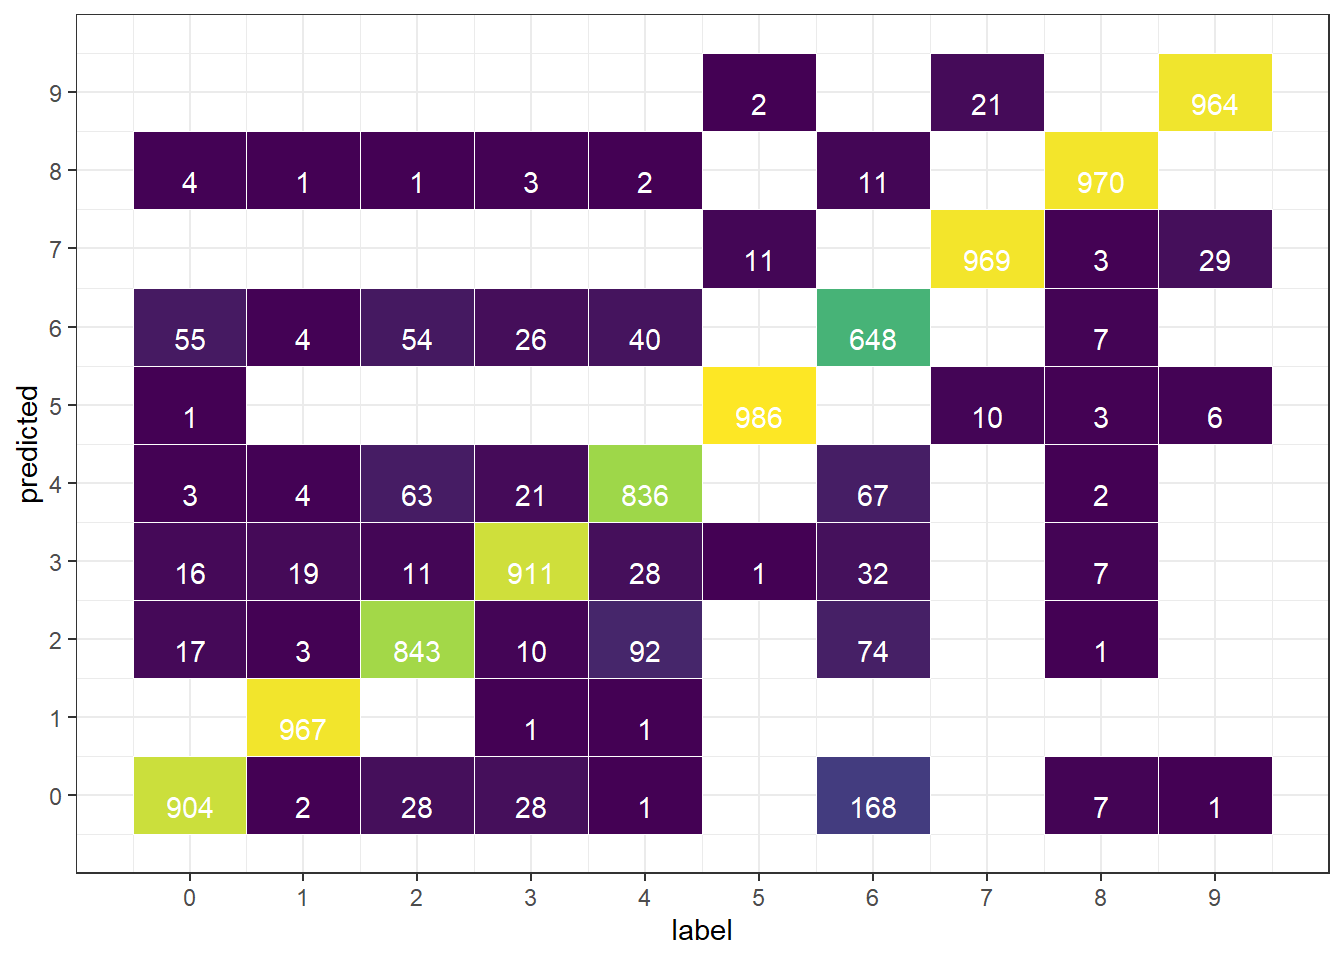 9 2 21 964
8 4 1 1 3 2 11 970
7 11 969 3 29
6 55 4 54 26 40 648 7
5 1 986 10 3 6
4 3 4 63 21 836 67 2
3 16 19 11 911 28 1 32 7
2 17 3 843 10 92 74 1
1 967 1 1
0 904 2 28 28 1 168 7 1
0 1 2 3 4 5 6 7 8 9
label
predicted